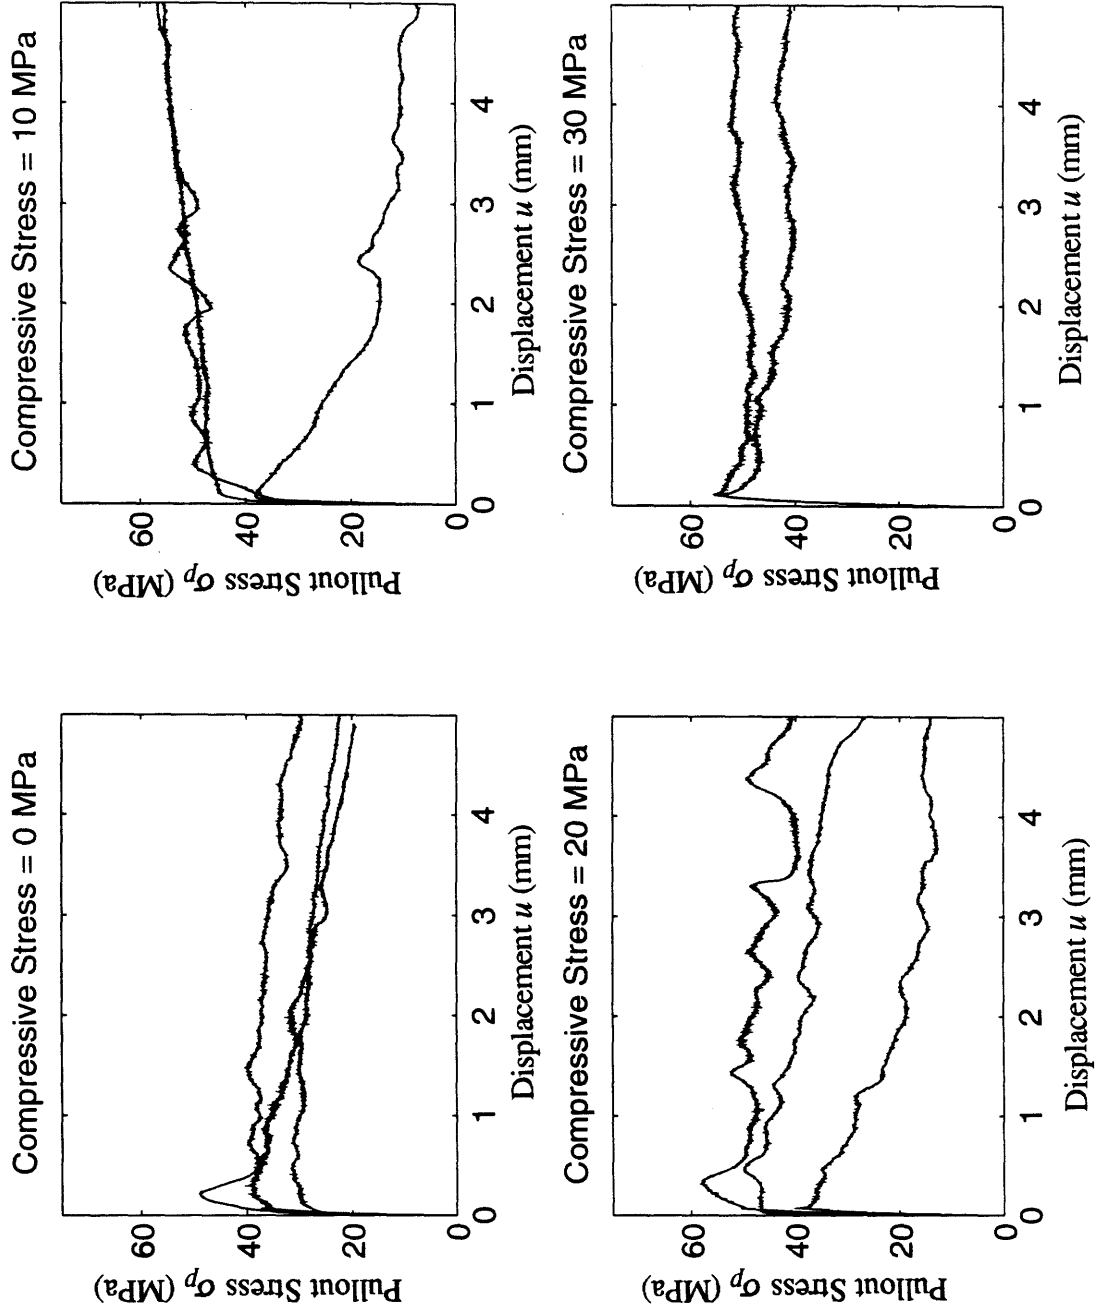 Compressive Stress = 0 MPa
Pullout Stress σp (MPa)
60
40
20
0
0 1 2 3 4
Displacement u (mm)
Compressive Stress = 10 MPa
Pullout Stress σp (MPa)
60
40
20
0
0 1 2 3 4
Displacement u (mm)
Compressive Stress = 20 MPa
Pullout Stress σp (MPa)
60
40
20
0
0 1 2 3 4
Displacement u (mm)
Compressive Stress = 30 MPa
Pullout Stress σp (MPa)
60
40
20
0
0 1 2 3 4
Displacement u (mm)